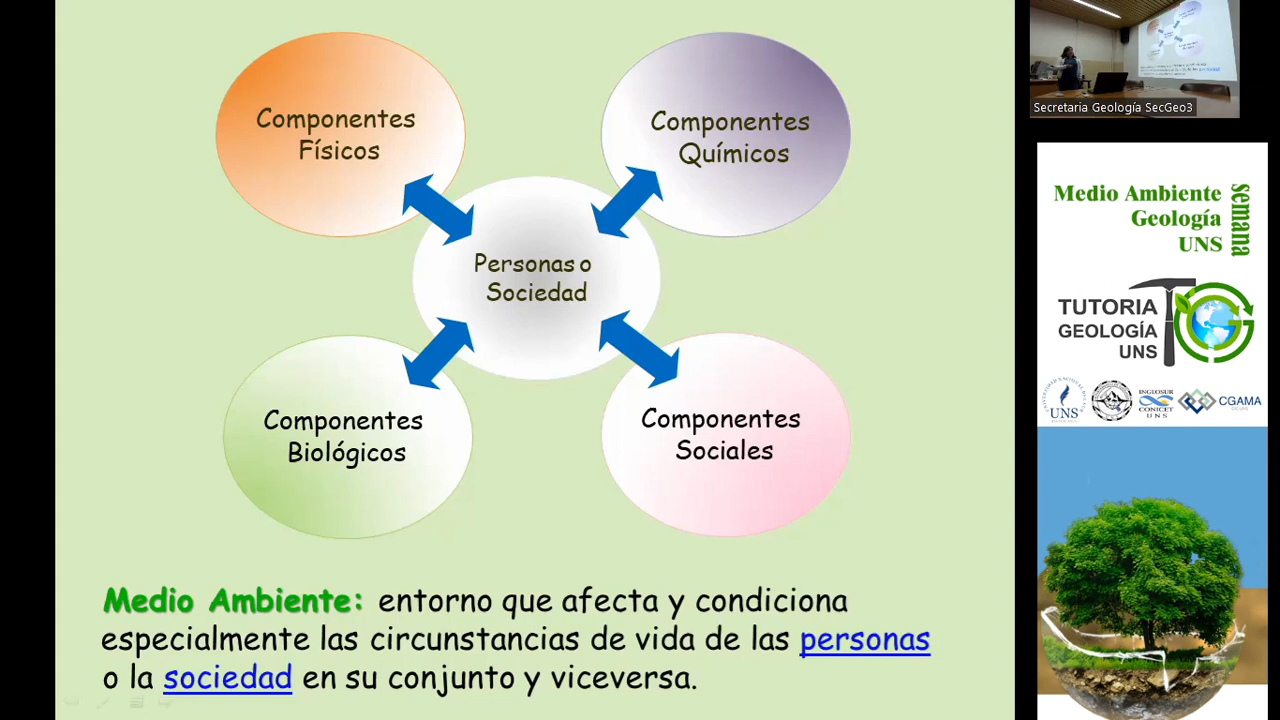 Componentes
Físicos
Componentes
Químicos
Personas o
Sociedad
Componentes
Biológicos
Componentes
Sociales
Medio Ambiente: entorno que afecta y condiciona
especialmente las circunstancias de vida de las personas
o la sociedad en su conjunto y viceversa.
Secretaria Geología SecGeo3
Medio Ambiente
Geología
UNS
semana
TUTORIA
GEOLOGÍA
UNS
UNS
INGEOSUR
CONICET
UNS
CGAMA